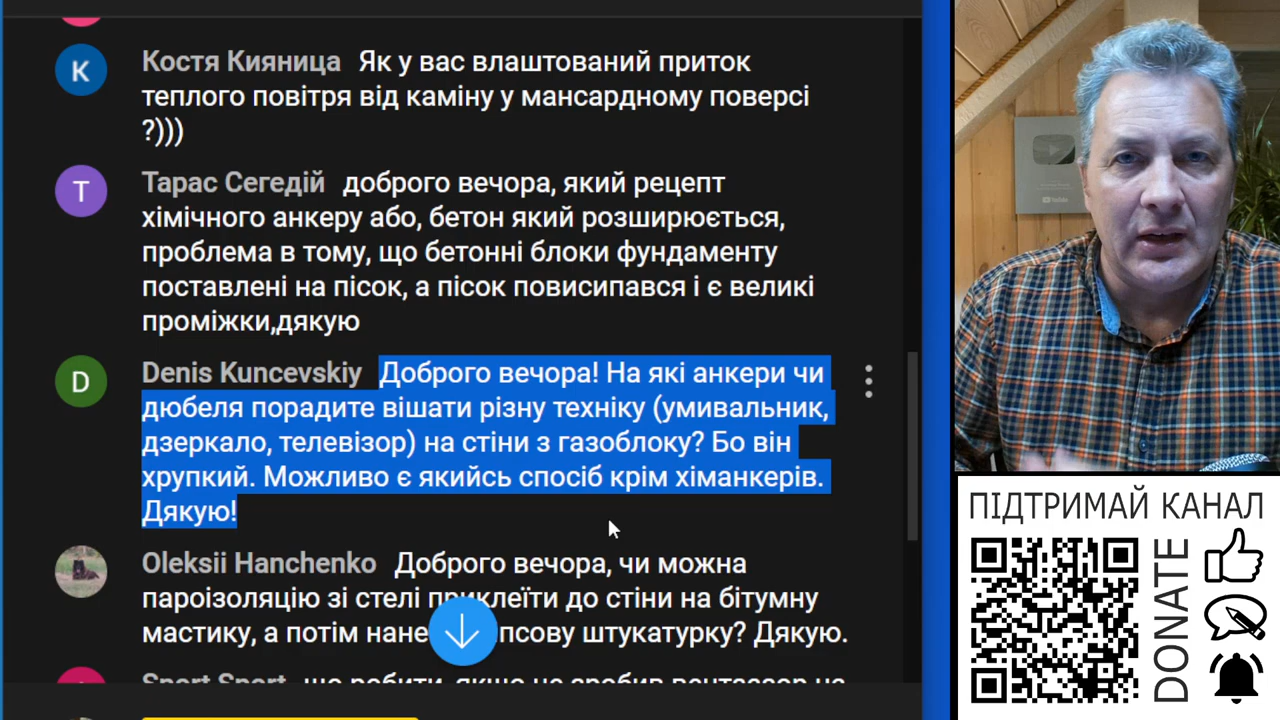 К
Костя Кияница Як у вас влаштований приток
теплого повітря від каміну у мансардному поверсі
?)))
Т
Тарас Сегедій доброго вечора, який рецепт
хімічного анкеру або, бетон який розширюється,
проблема в тому, що бетонні блоки фундаменту
поставлені на пісок, а пісок повисипався і є великі
проміжки,дякую
D
Denis Kuncevskiy Доброго вечора! На які анкери чи
дюбеля порадите вішати різну техніку (умивальник,
дзеркало, телевізор) на стіни з газоблоку? Бо він
хрупкий. Можливо є якийсь спосіб крім хіманкерів.
Дякую!
Oleksii Hanchenko Доброго вечора, чи можна
пароізоляцію зі стелі приклеїти до стіни на бітумну
мастику, а потім нане псову штукатурку? Дякую.
ПІДТРИМАЙ КАНАЛ
DONATE